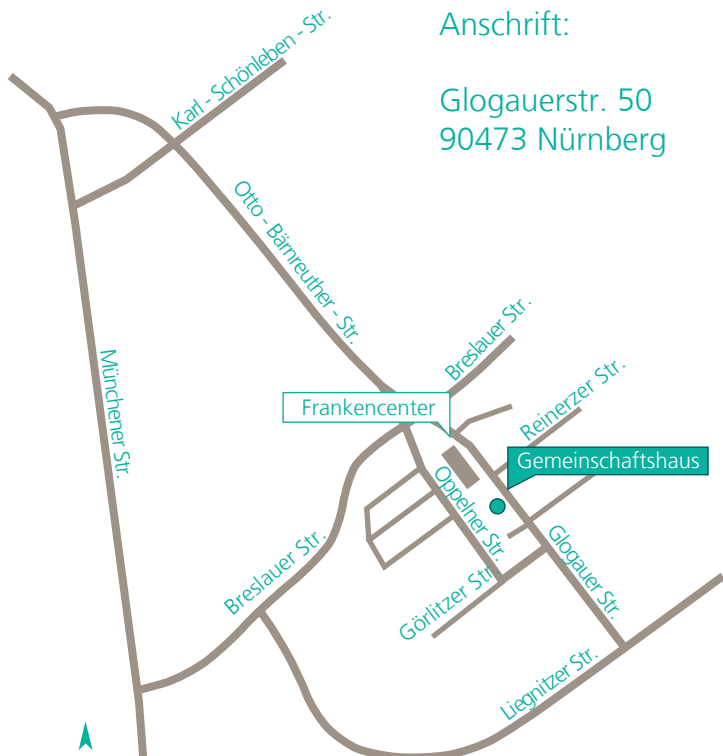 Anschrift:
Glogauerstr. 50
90473 Nürnberg
Karl - Schönleben - Str.
Otto - Bärnreuther - Str.
Münchener Str.
Breslauer Str.
Frankencenter
Reinerzer Str.
Gemeinschaftshaus
Oppelner Str.
Breslauer Str.
Glogauer Str.
Görlitzer Str.
Liegnitzer Str.